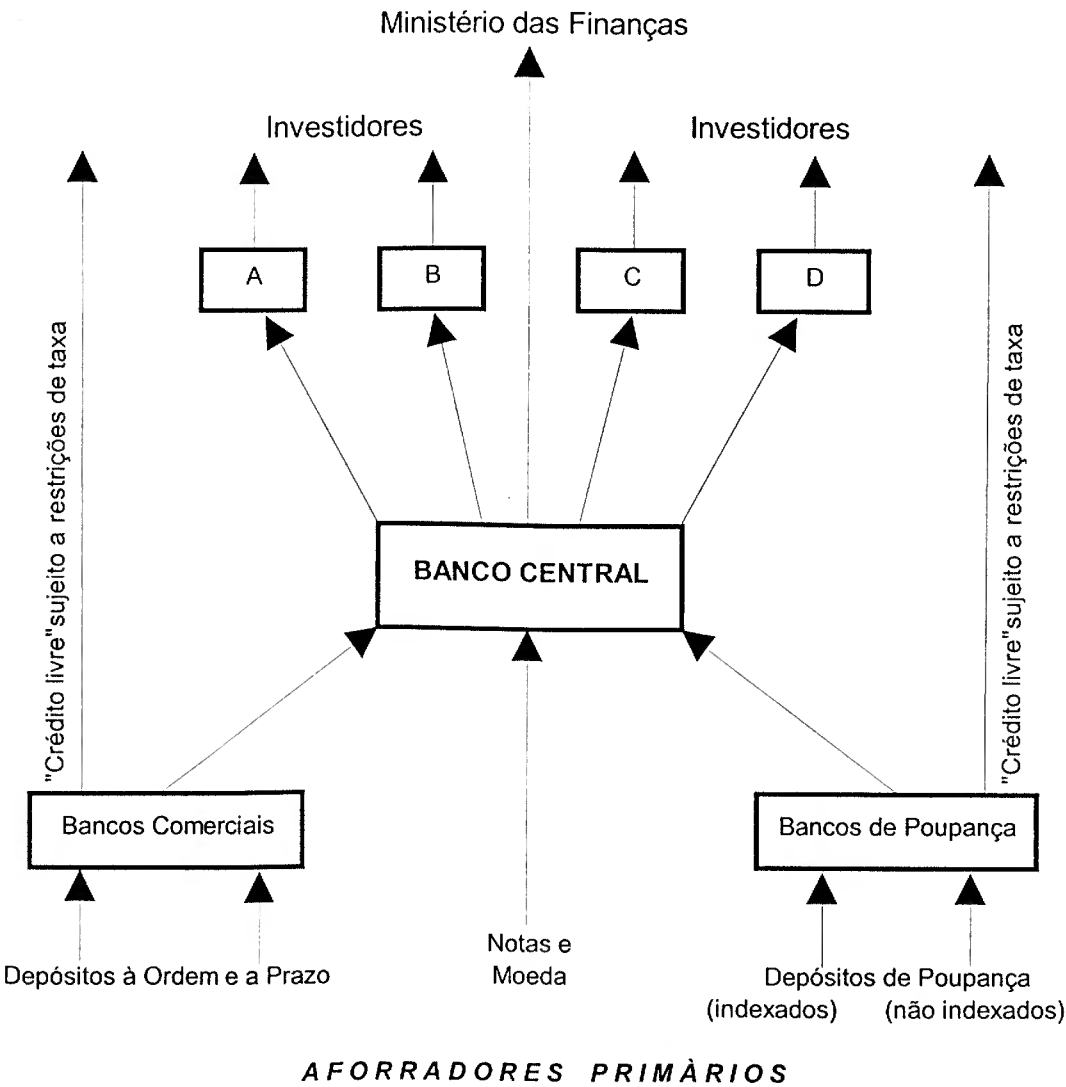 Ministério das Finanças
Investidores
Investidores
A
B
C
D
"Crédito livre"sujeito a restrições de taxa
"Crédito livre"sujeito a restrições de taxa
BANCO CENTRAL
Bancos Comerciais
Bancos de Poupança
Depósitos à Ordem e a Prazo
Notas e
Moeda
Depósitos de Poupança
(indexados) (não indexados)
AFORRADORES PRIMÀRIOS